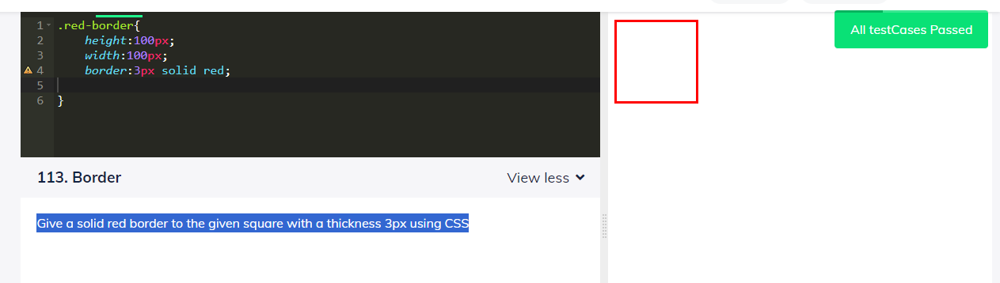 1 .red-border{
2 height:100px;
3 width:100px;
4 border:3px solid red;
5
6 }
All testCases Passed
113. Border
View less
Give a solid red border to the given square with a thickness 3px using CSS